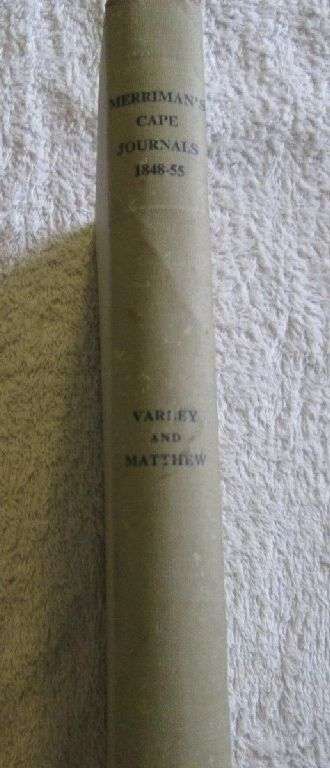 MERRIMAN'S
CAPE
JOURNALS
1848-55
VARLEY
AND
MATTHEW